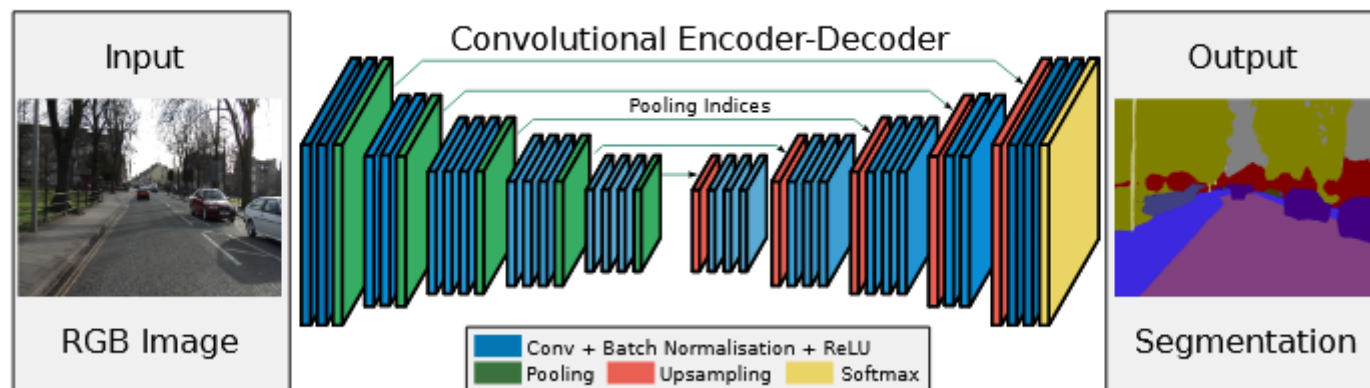 Input
RGB Image
Convolutional Encoder-Decoder
Pooling Indices
Conv + Batch Normalisation + ReLU
Pooling Upsampling Softmax
Output
Segmentation